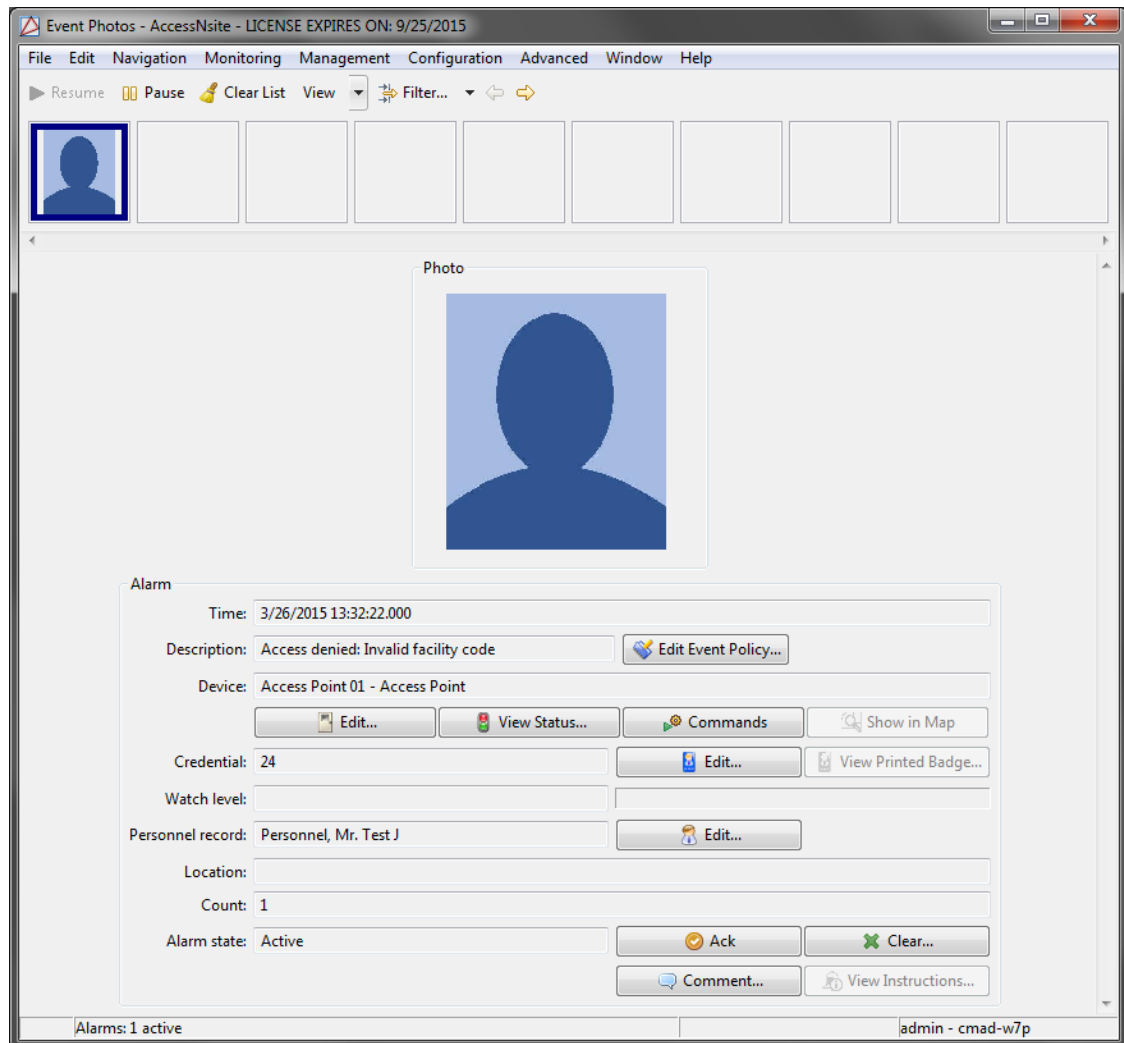 Event Photos - AccessNsite - LICENSE EXPIRES ON: 9/25/2015
File Edit Navigation Monitoring Management Configuration Advanced Window Help
Resume Pause Clear List View Filter...
Photo
Alarm
Time: 3/26/2015 13:32:22.000
Description: Access denied: Invalid facility code Edit Event Policy...
Device: Access Point 01 - Access Point
Edit... View Status... Commands Show in Map
Credential: 24 Edit... View Printed Badge...
Watch level:
Personnel record: Personnel, Mr. Test J Edit...
Location:
Count: 1
Alarm state: Active Ack Clear...
Comment... View Instructions...
Alarms: 1 active admin - cmad-w7p